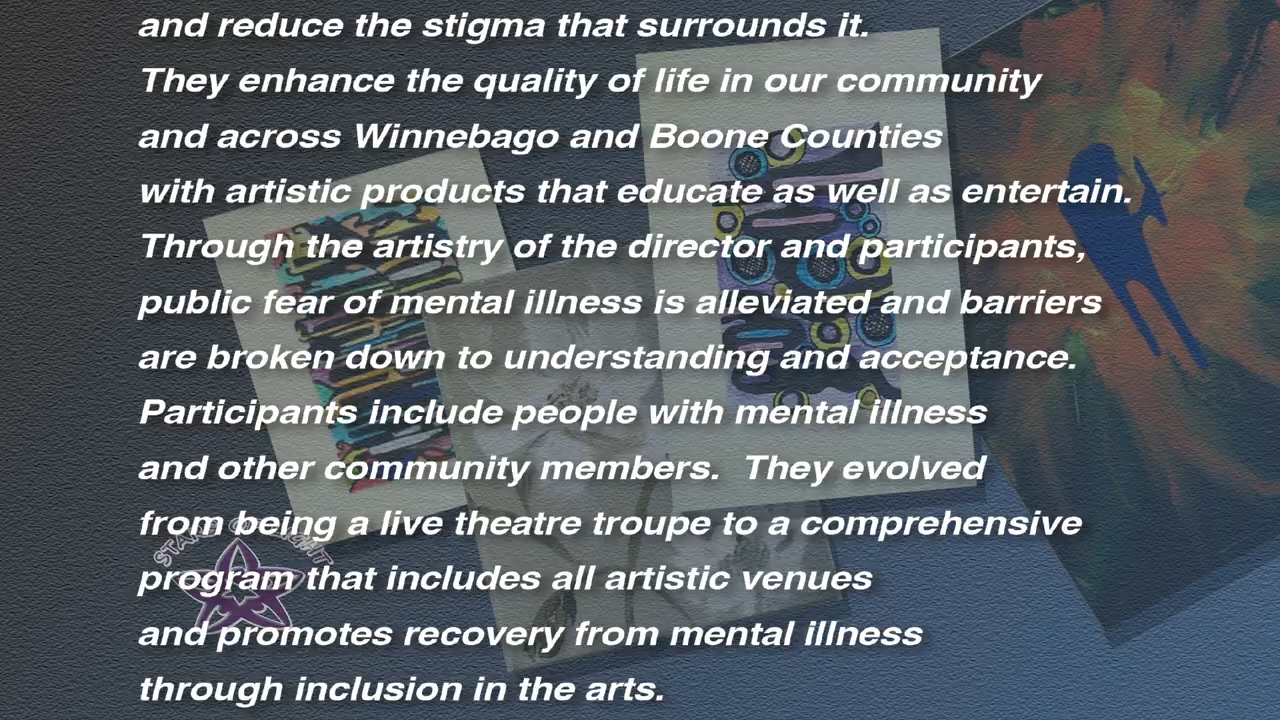 and reduce the stigma that surrounds it.
They enhance the quality of life in our community
and across Winnebago and Boone Counties
with artistic products that educate as well as entertain.
Through the artistry of the director and participants,
public fear of mental illness is alleviated and barriers
are broken down to understanding and acceptance.
Participants include people with mental illness
and other community members.  They evolved
from being a live theatre troupe to a comprehensive
program that includes all artistic venues
and promotes recovery from mental illness
through inclusion in the arts.
STARS OF LIGHT